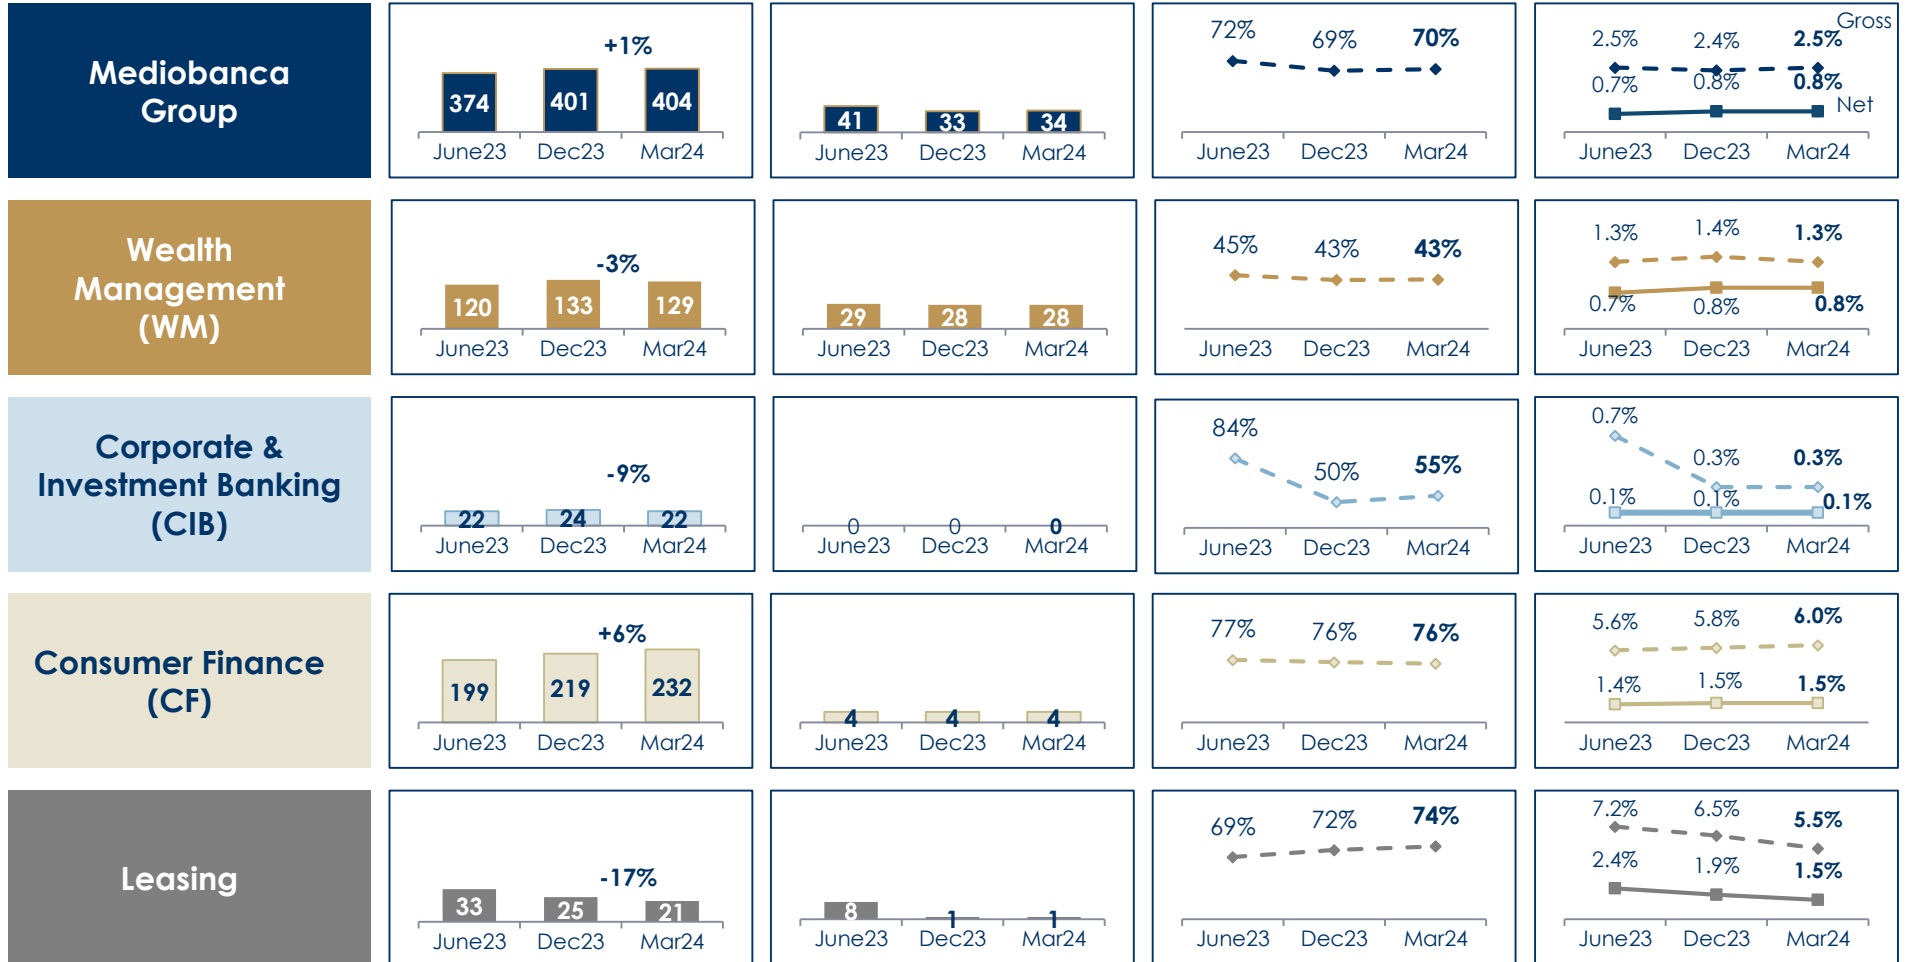 Mediobanca
Group
+1%
374
401
404
June23 Dec23 Mar24
41
33
34
June23 Dec23 Mar24
72%
69%
70%
June23 Dec23 Mar24
Gross
2.5%
2.4%
2.5%
0.7%
0.8%
0.8%
Net
June23 Dec23 Mar24
Wealth
Management
(WM)
-3%
120
133
129
June23 Dec23 Mar24
29
28
28
June23 Dec23 Mar24
45%
43%
43%
June23 Dec23 Mar24
1.3%
1.4%
1.3%
0.7%
0.8%
0.8%
June23 Dec23 Mar24
Corporate &
Investment Banking
(CIB)
-9%
22
24
22
June23 Dec23 Mar24
0
0
0
June23 Dec23 Mar24
84%
50%
55%
June23 Dec23 Mar24
0.7%
0.3%
0.3%
0.1%
0.1%
0.1%
June23 Dec23 Mar24
Consumer Finance
(CF)
+6%
199
219
232
June23 Dec23 Mar24
4
4
4
June23 Dec23 Mar24
77%
76%
76%
June23 Dec23 Mar24
5.6%
5.8%
6.0%
1.4%
1.5%
1.5%
June23 Dec23 Mar24
Leasing
-17%
33
25
21
June23 Dec23 Mar24
8
1
1
June23 Dec23 Mar24
69%
72%
74%
June23 Dec23 Mar24
7.2%
6.5%
5.5%
2.4%
1.9%
1.5%
June23 Dec23 Mar24